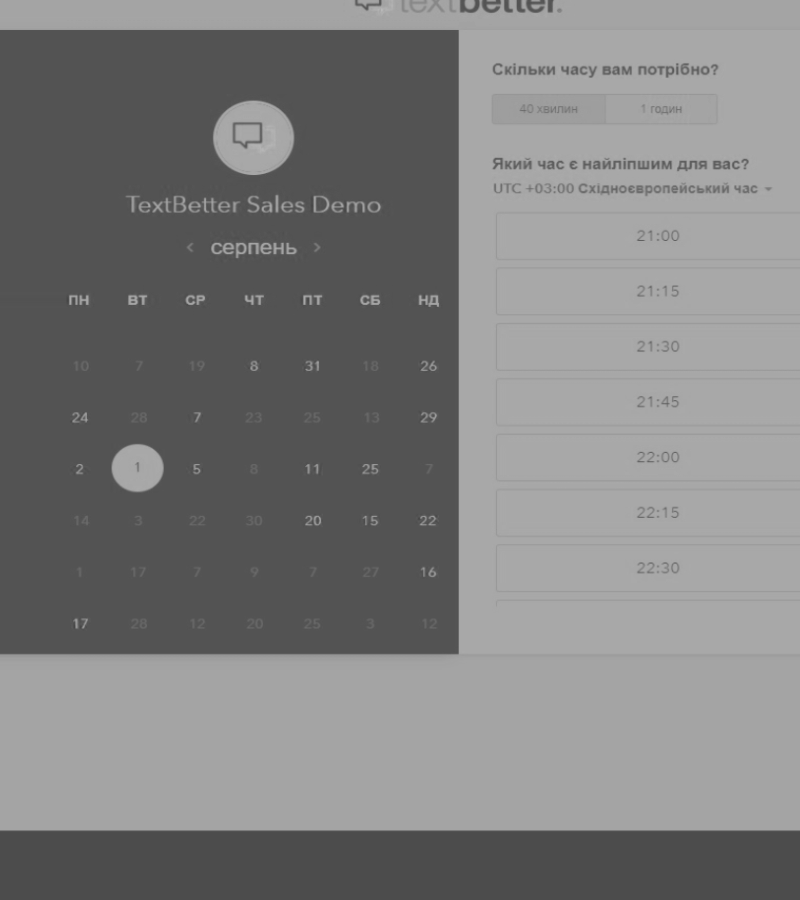 textbetter.
TextBetter Sales Demo
‹ серпень ›
ПН ВТ СР ЧТ ПТ СБ НД
10 7 19 8 31 18 26
24 28 7 23 25 13 29
2 1 5 8 11 25 7
14 3 22 30 20 15 22
1 17 7 9 7 27 16
17 28 12 20 25 3 12
Скільки часу вам потрібно?
40 хвилин 1 годин
Який час є найліпшим для вас?
UTC +03:00 Східноєвропейський час
21:00
21:15
21:30
21:45
22:00
22:15
22:30